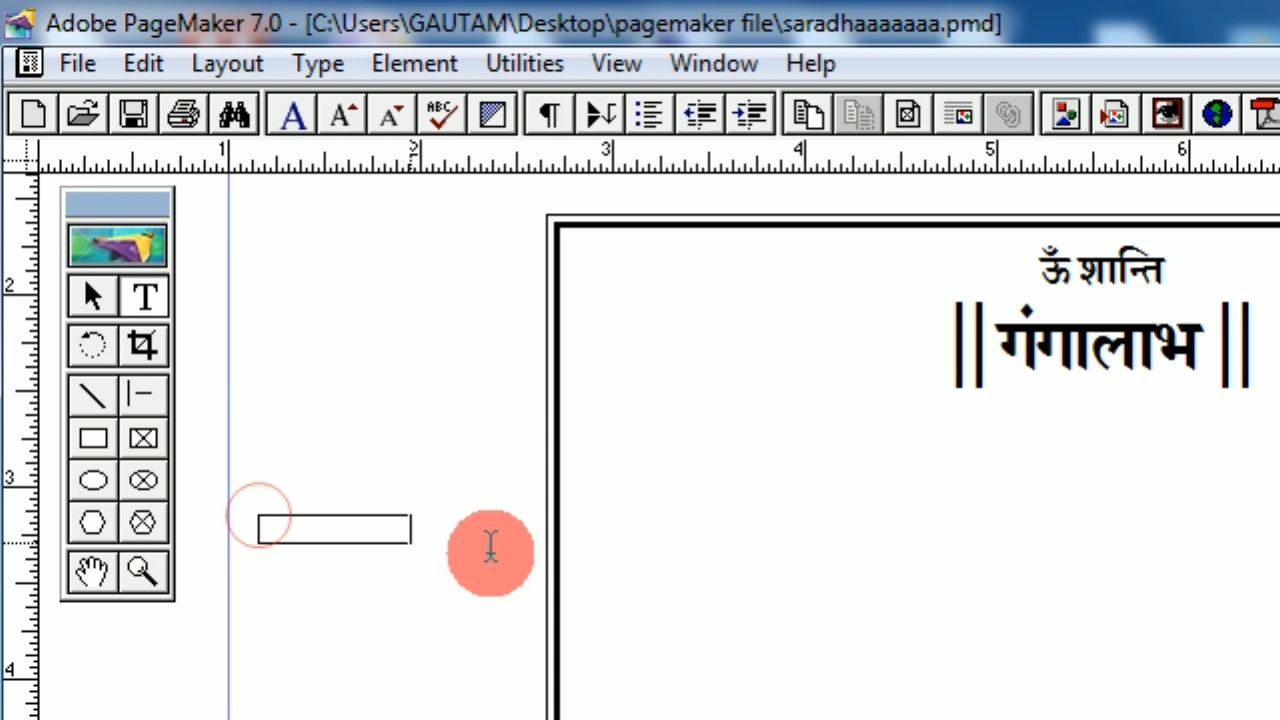 Adobe PageMaker 7.0 - [C:\Users\GAUTAM\Desktop\pagemaker file\saradhaaaaaaa.pmd]
File Edit Layout Type Element Utilities View Window Help
A A A ABC ¶
1 2 3 4 5 6
T
2
3
4
ऊँ शान्ति
||गंगालाभ||